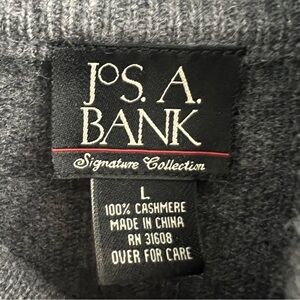 JOS. A.
BANK
Signature Collection
L
100% CASHMERE
MADE IN CHINA
RN 31608
OVER FOR CARE